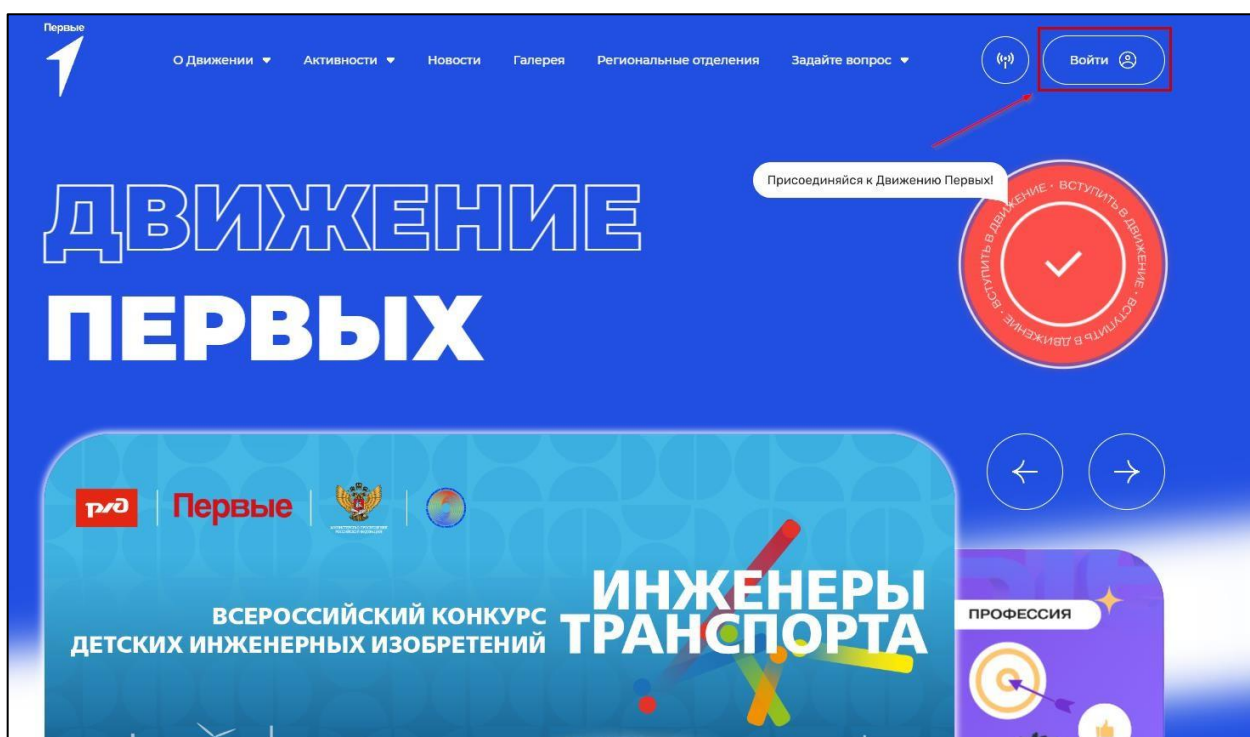 Первые
О Движении
Активности
Новости
Галерея
Региональные отделения
Задайте вопрос
Войти
Присоединяйся к Движению Первых!
ВСТУПИТЬ В ДВИЖЕНИЕ • ВСТУПИТЬ В ДВИЖЕНИЕ • ВСТУПИТЬ В ДВИЖЕНИЕ •
ДВИЖЕНИЕ
ПЕРВЫХ
ржд
Первые
ВСЕРОССИЙСКИЙ КОНКУРС
ДЕТСКИХ ИНЖЕНЕРНЫХ ИЗОБРЕТЕНИЙ
ИНЖЕНЕРЫ
ТРАНСПОРТА
ПРОФЕССИЯ